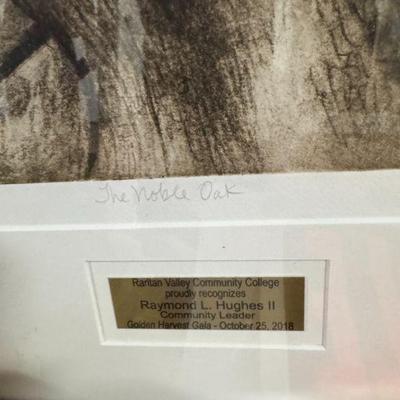 The Noble Oak
Raritan Valley Community College
proudly recognizes
Raymond L. Hughes II
Community Leader
Golden Harvest Gala - October 25, 2018